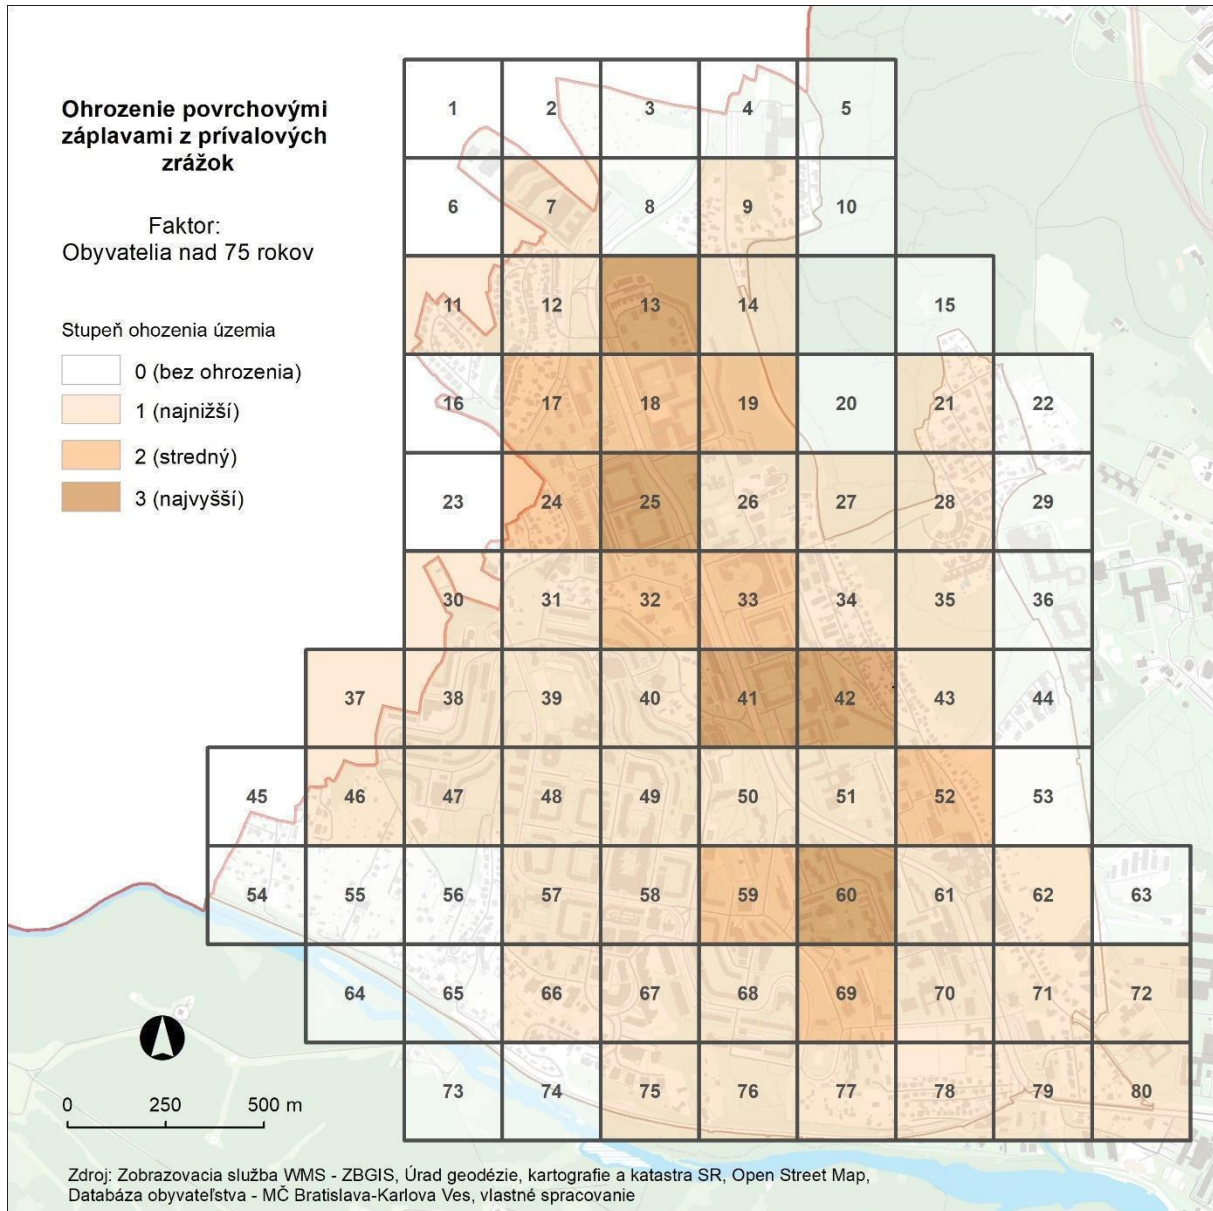 Ohrozenie povrchovými
záplavami z prívalových
zrážok
Faktor:
Obyvatelia nad 75 rokov
Stupeň ohozenia územia
0 (bez ohrozenia)
1 (najnižší)
2 (stredný)
3 (najvyšší)
1 2 3 4 5
6 7 8 9 10
11 12 13 14 15
16 17 18 19 20 21 22
23 24 25 26 27 28 29
30 31 32 33 34 35 36
37 38 39 40 41 42 43 44
45 46 47 48 49 50 51 52 53
54 55 56 57 58 59 60 61 62 63
64 65 66 67 68 69 70 71 72
73 74 75 76 77 78 79 80
0 250 500 m
Zdroj: Zobrazovacia služba WMS - ZBGIS, Úrad geodézie, kartografie a katastra SR, Open Street Map,
Databáza obyvateľstva - MČ Bratislava-Karlova Ves, vlastné spracovanie